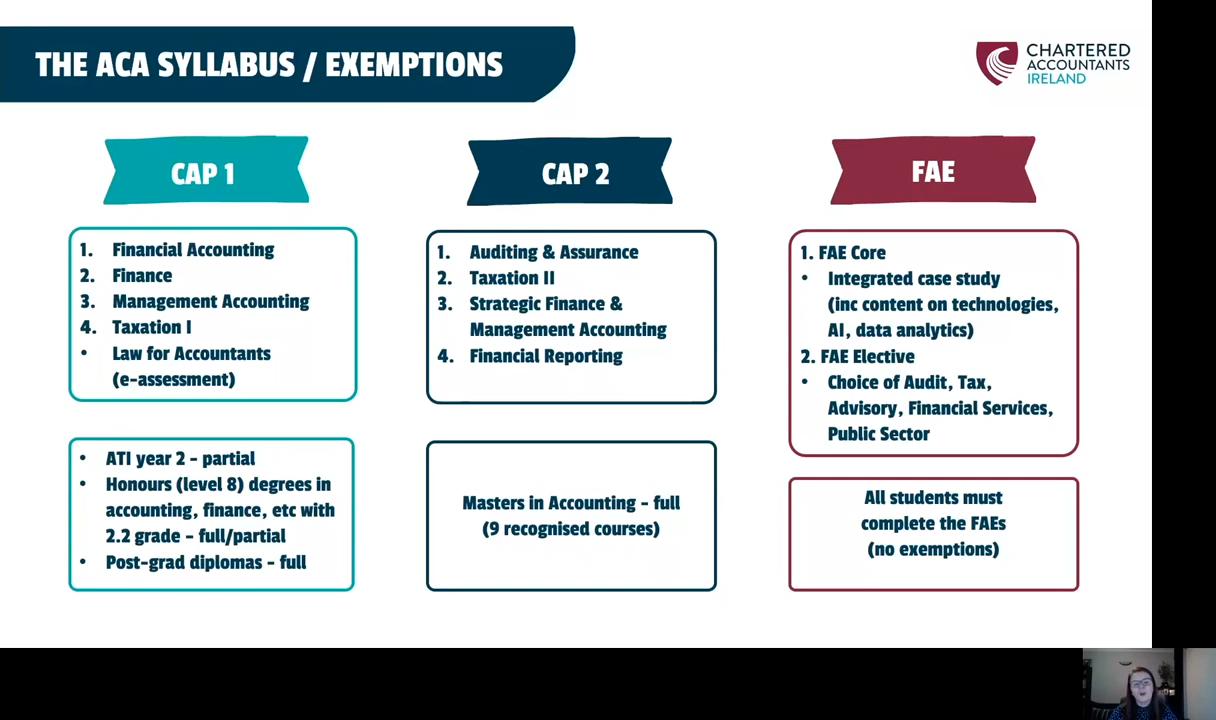 THE ACA SYLLABUS / EXEMPTIONS
CHARTERED
ACCOUNTANTS
IRELAND
CAP 1
1. Financial Accounting
2. Finance
3. Management Accounting
4. Taxation I
• Law for Accountants
(e-assessment)
• ATI year 2 - partial
• Honours (level 8) degrees in
accounting, finance, etc with
2.2 grade - full/partial
• Post-grad diplomas - full
CAP 2
1. Auditing & Assurance
2. Taxation II
3. Strategic Finance &
Management Accounting
4. Financial Reporting
Masters in Accounting - full
(9 recognised courses)
FAE
1. FAE Core
• Integrated case study
(inc content on technologies,
AI, data analytics)
2. FAE Elective
• Choice of Audit, Tax,
Advisory, Financial Services,
Public Sector
All students must
complete the FAEs
(no exemptions)